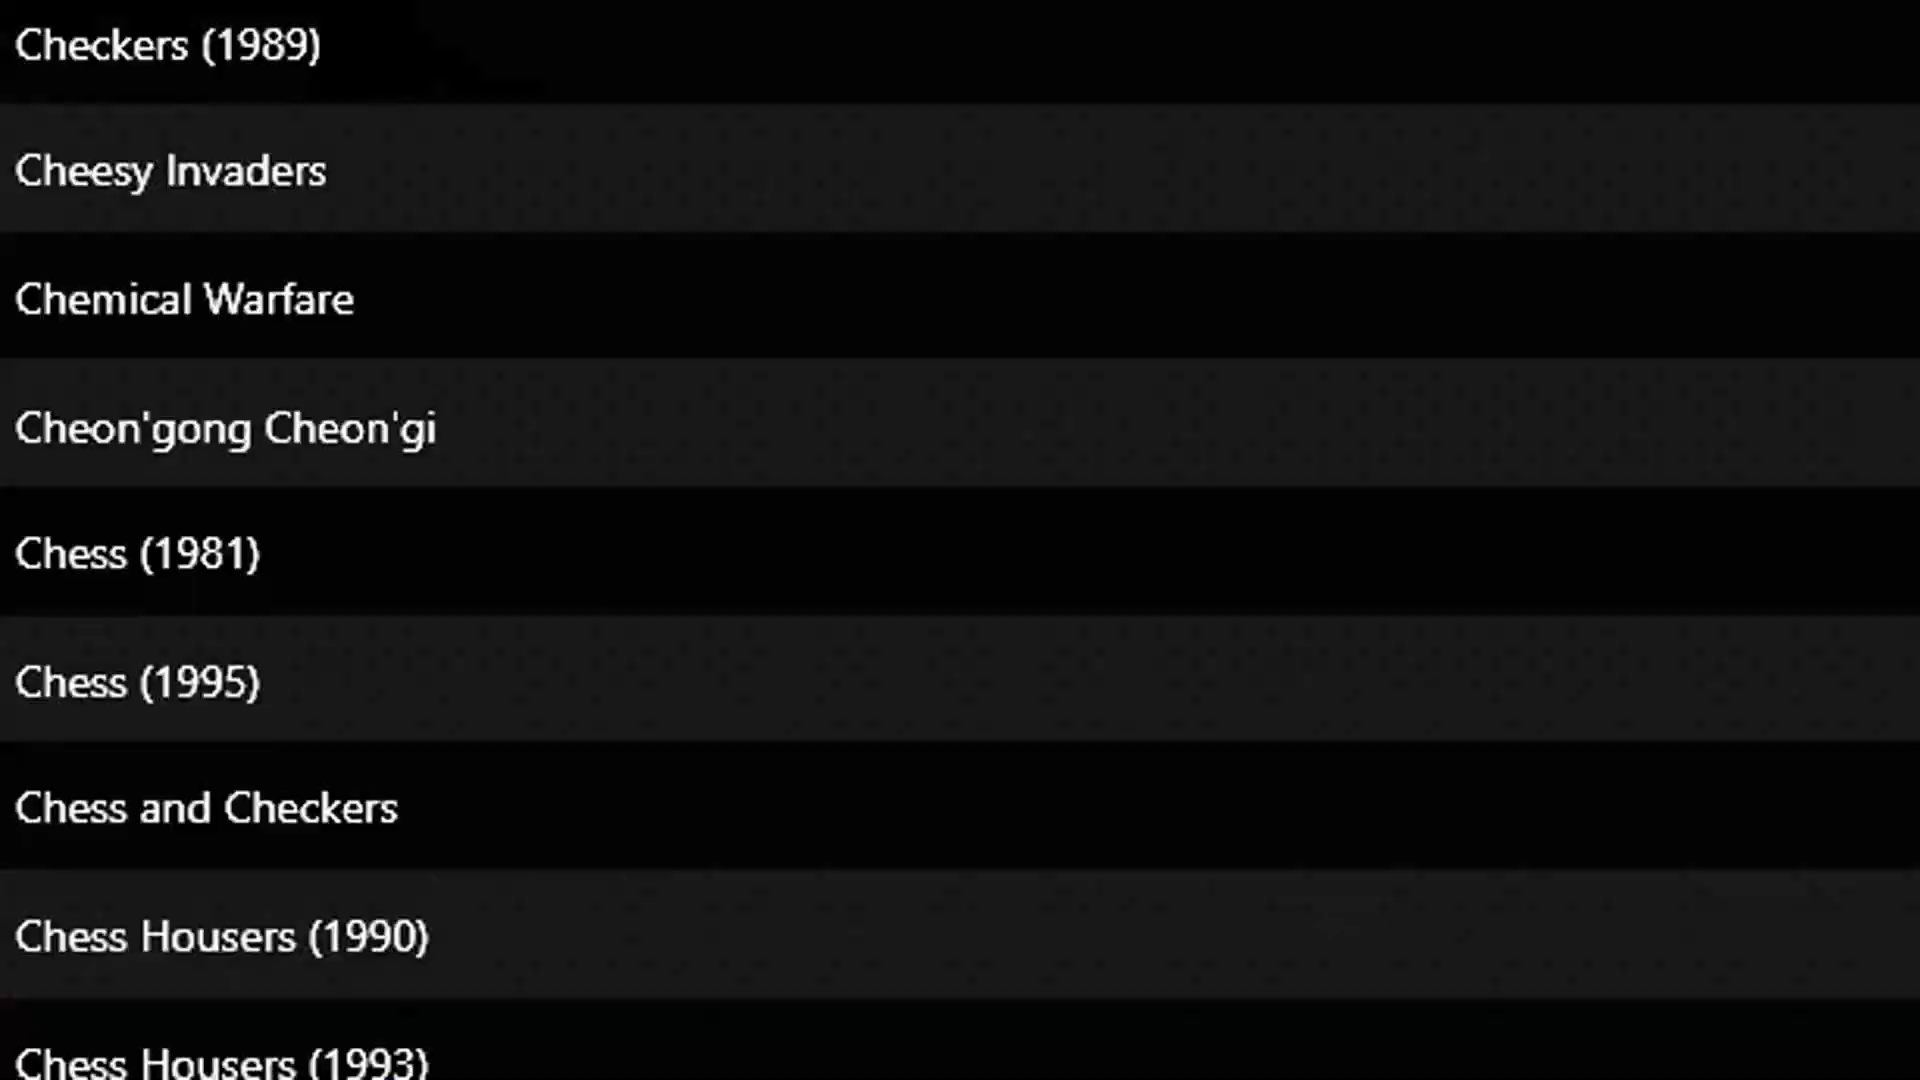 Checkers (1989)
Cheesy Invaders
Chemical Warfare
Cheon'gong Cheon'gi
Chess (1981)
Chess (1995)
Chess and Checkers
Chess Housers (1990)
Chess Housers (1993)